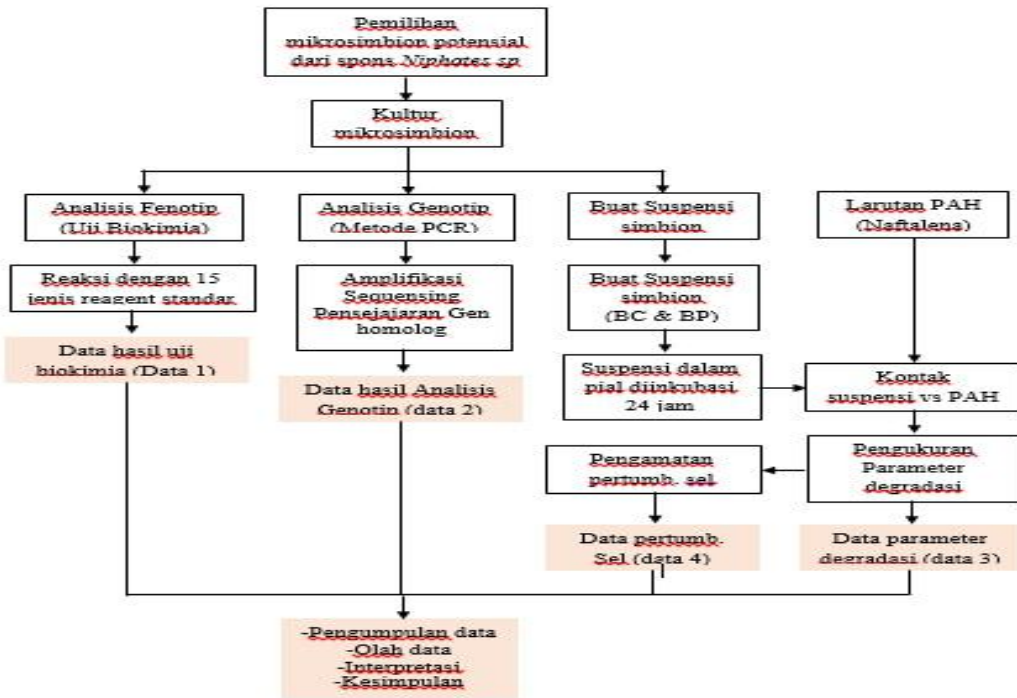 Pemilihan
mikrosimbion potensial
dari spons Niphates sp
Kultur
mikrosimbion
Analisis Fenotip
(Uji Biokimia)
Analisis Genotip
(Metode PCR)
Buat Suspensi
simbion
Larutan PAH
(Naftalena)
Reaksi dengan 15
jenis reagent standar
Amplifikasi
Sequensing
Pensejajaran Gen
homolog
Buat Suspensi
simbion
(BC & BP)
Data hasil uji
biokimia (Data 1)
Data hasil Analisis
Genotip (data 2)
Suspensi dalam
pial diinkubasi
24 jam
Kontak
suspensi vs PAH
Pengamatan
pertumb. sel
Pengukuran
Parameter
degradasi
Data pertumb.
Sel (data 4)
Data parameter
degradasi (data 3)
-Pengumpulan data
-Olah data
-Interpretasi
-Kesimpulan